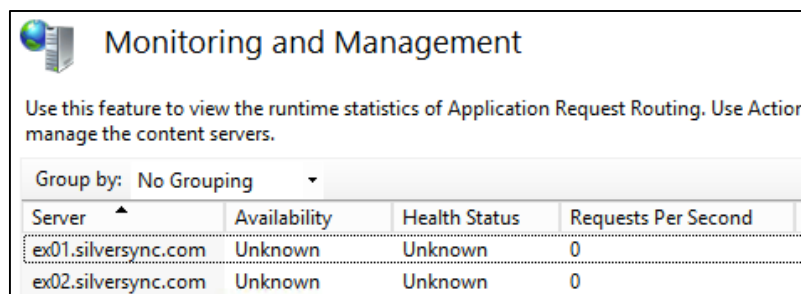 Monitoring and Management
Use this feature to view the runtime statistics of Application Request Routing. Use Action
manage the content servers.
Group by: No Grouping
Server Availability Health Status Requests Per Second
ex01.silversync.com Unknown Unknown 0
ex02.silversync.com Unknown Unknown 0